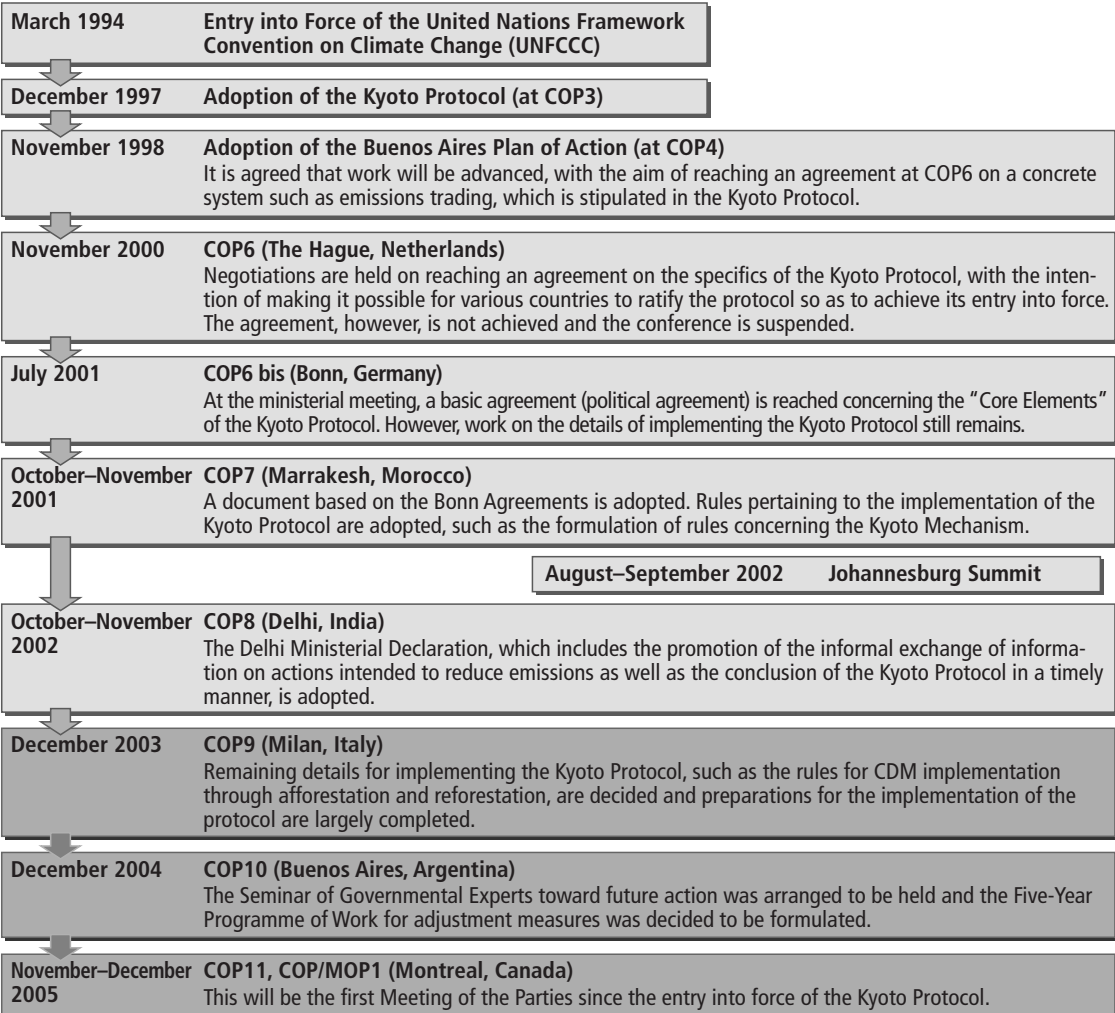 March 1994 Entry into Force of the United Nations Framework
Convention on Climate Change (UNFCCC)
December 1997 Adoption of the Kyoto Protocol (at COP3)
November 1998 Adoption of the Buenos Aires Plan of Action (at COP4)
It is agreed that work will be advanced, with the aim of reaching an agreement at COP6 on a concrete
system such as emissions trading, which is stipulated in the Kyoto Protocol.
November 2000 COP6 (The Hague, Netherlands)
Negotiations are held on reaching an agreement on the specifics of the Kyoto Protocol, with the inten-
tion of making it possible for various countries to ratify the protocol so as to achieve its entry into force.
The agreement, however, is not achieved and the conference is suspended.
July 2001 COP6 bis (Bonn, Germany)
At the ministerial meeting, a basic agreement (political agreement) is reached concerning the “Core Elements”
of the Kyoto Protocol. However, work on the details of implementing the Kyoto Protocol still remains.
October–November COP7 (Marrakesh, Morocco)
2001 A document based on the Bonn Agreements is adopted. Rules pertaining to the implementation of the
Kyoto Protocol are adopted, such as the formulation of rules concerning the Kyoto Mechanism.
August–September 2002 Johannesburg Summit
October–November COP8 (Delhi, India)
2002 The Delhi Ministerial Declaration, which includes the promotion of the informal exchange of informa-
tion on actions intended to reduce emissions as well as the conclusion of the Kyoto Protocol in a timely
manner, is adopted.
December 2003 COP9 (Milan, Italy)
Remaining details for implementing the Kyoto Protocol, such as the rules for CDM implementation
through afforestation and reforestation, are decided and preparations for the implementation of the
protocol are largely completed.
December 2004 COP10 (Buenos Aires, Argentina)
The Seminar of Governmental Experts toward future action was arranged to be held and the Five-Year
Programme of Work for adjustment measures was decided to be formulated.
November–December COP11, COP/MOP1 (Montreal, Canada)
2005 This will be the first Meeting of the Parties since the entry into force of the Kyoto Protocol.